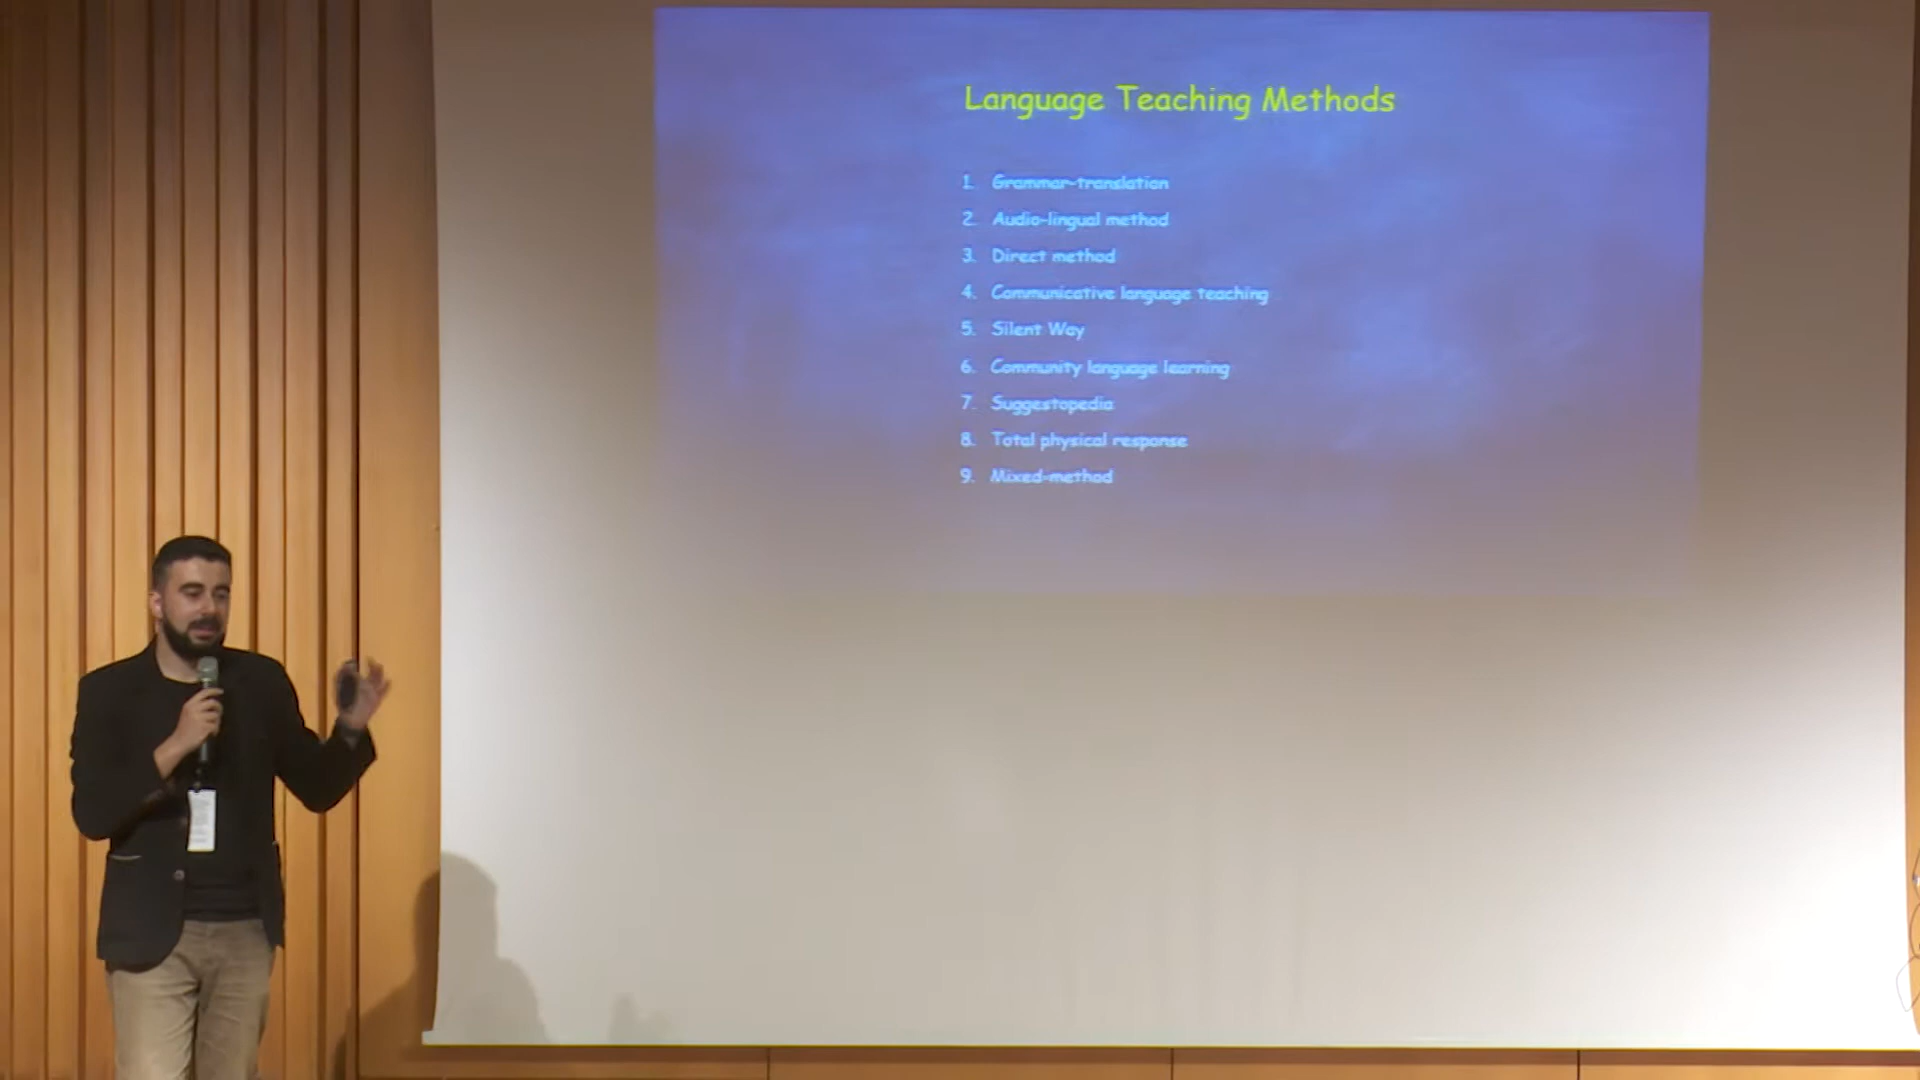 Language Teaching Methods
1. Grammar-translation
2. Audio-lingual method
3. Direct method
4. Communicative language teaching
5. Silent Way
6. Community language learning
7. Suggestopedia
8. Total physical response
9. Mixed-method